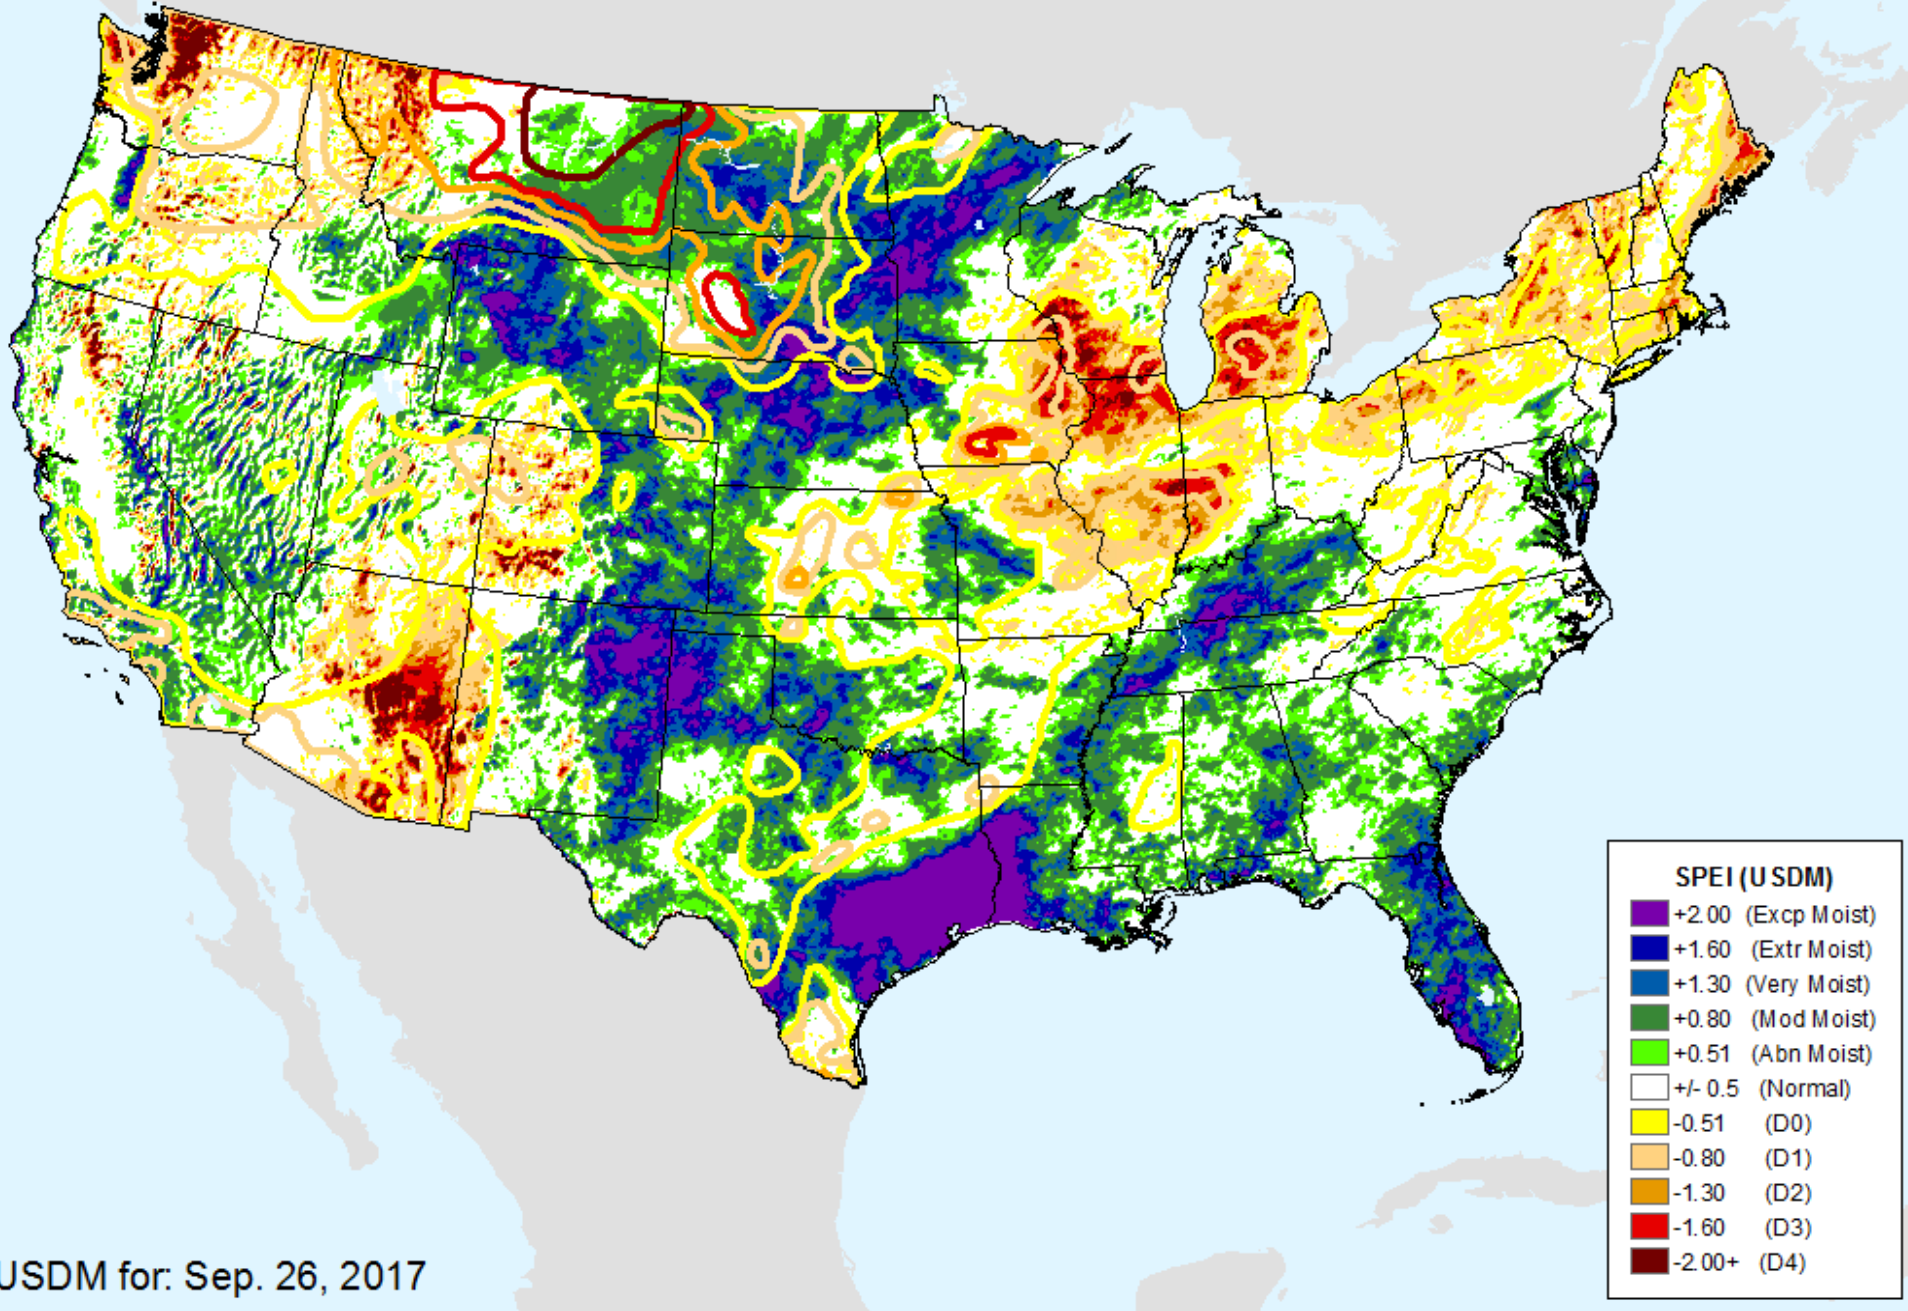 SPEI (USDM)
+2.00 (Excp Moist)
+1.60 (Extr Moist)
+1.30 (Very Moist)
+0.80 (Mod Moist)
+0.51 (Abn Moist)
+/- 0.5 (Normal)
-0.51 (D0)
-0.80 (D1)
-1.30 (D2)
-1.60 (D3)
-2.00+ (D4)
USDM for: Sep. 26, 2017